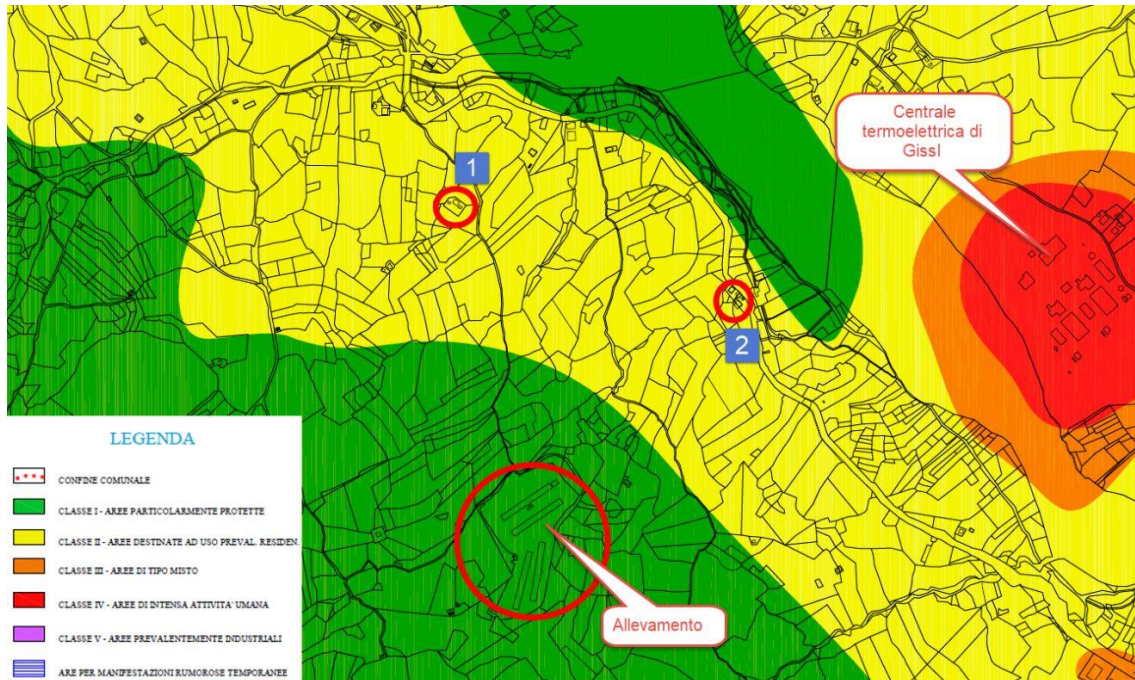 1
Centrale
termoelettrica di
GissI
2
LEGENDA
CONFINE COMUNALE
CLASSE I - AREE PARTICOLARMENTE PROTETTE
CLASSE II - AREE DESTINATE AD USO PREVAL. RESIDEN.
CLASSE III - AREE DI TIPO MISTO
CLASSE IV - AREE DI INTENSA ATTIVITA' UMANA
CLASSE V - AREE PREVALENTEMENTE INDUSTRIALI
ARE PER MANIFESTAZIONI RUMOROSE TEMPORANEE
Allevamento